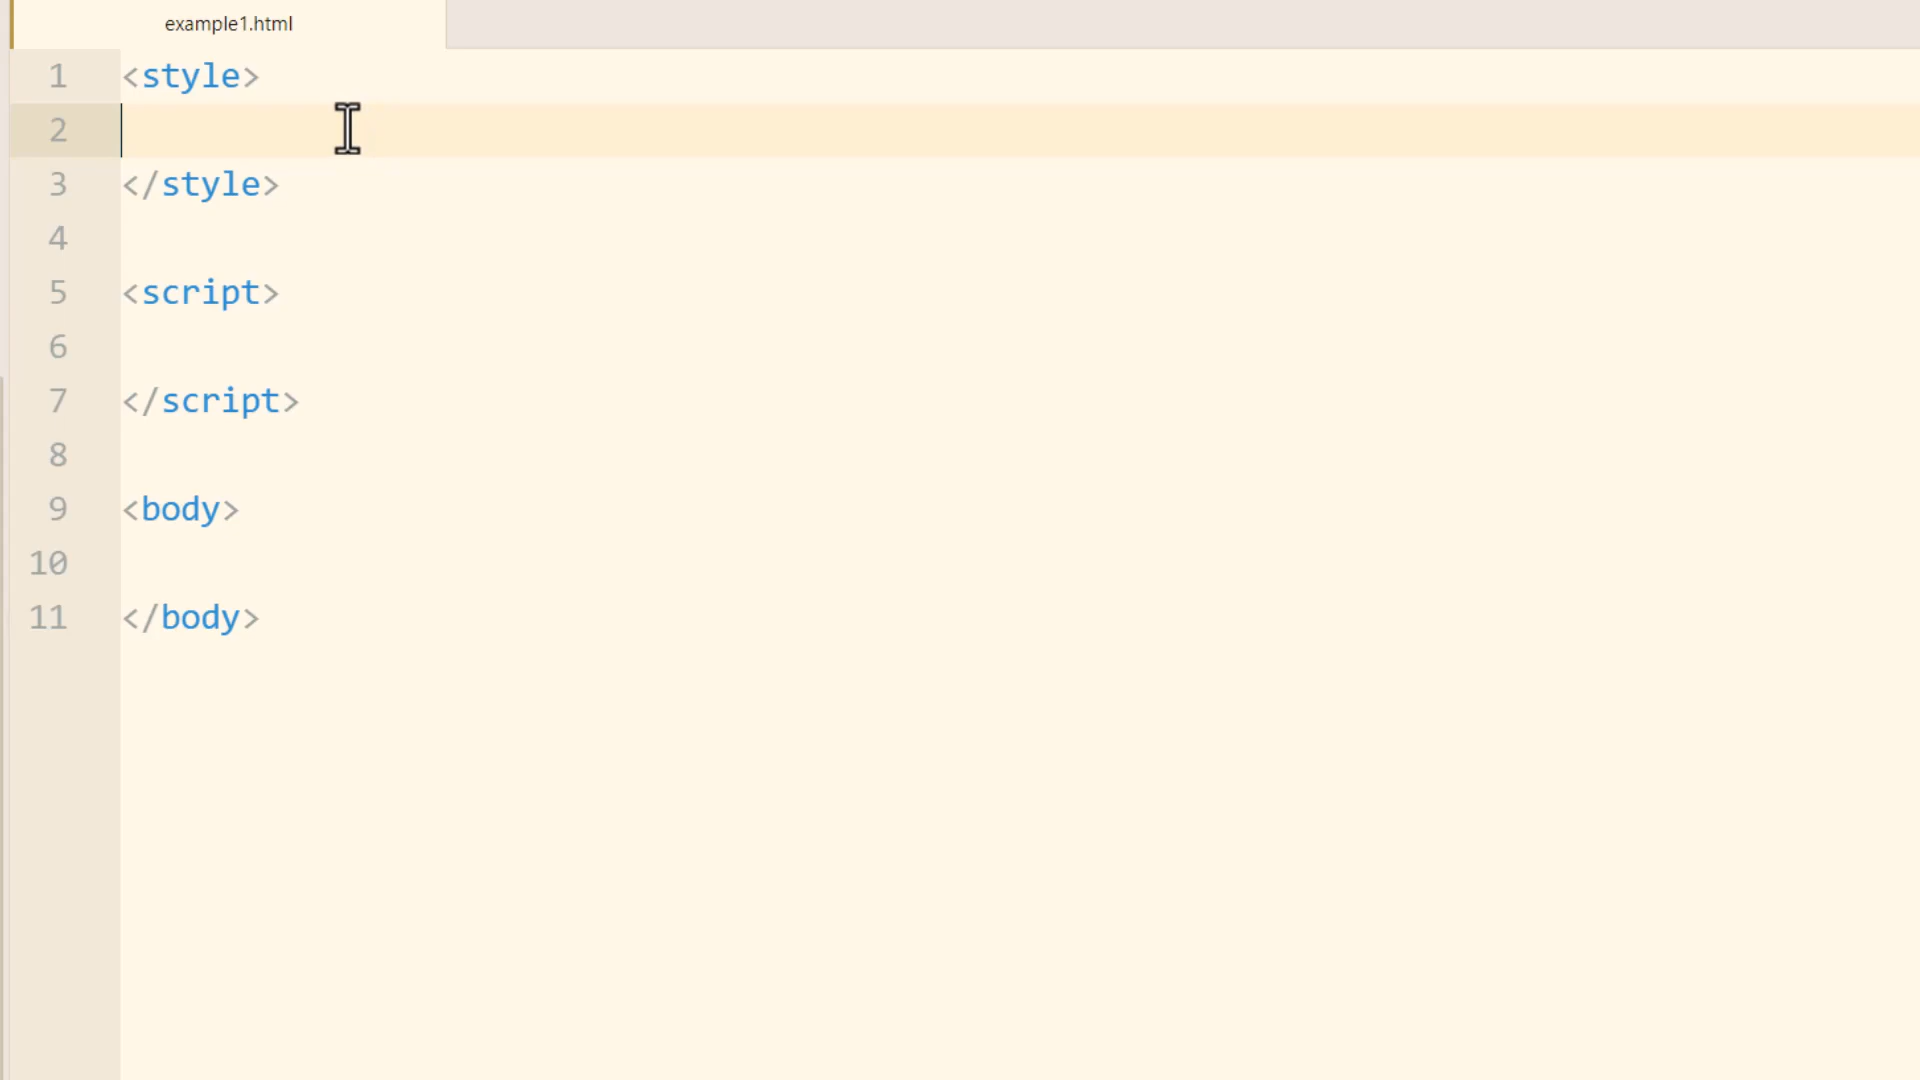 example1.html
1 <style>
2
3 </style>
4
5 <script>
6
7 </script>
8
9 <body>
10
11 </body>